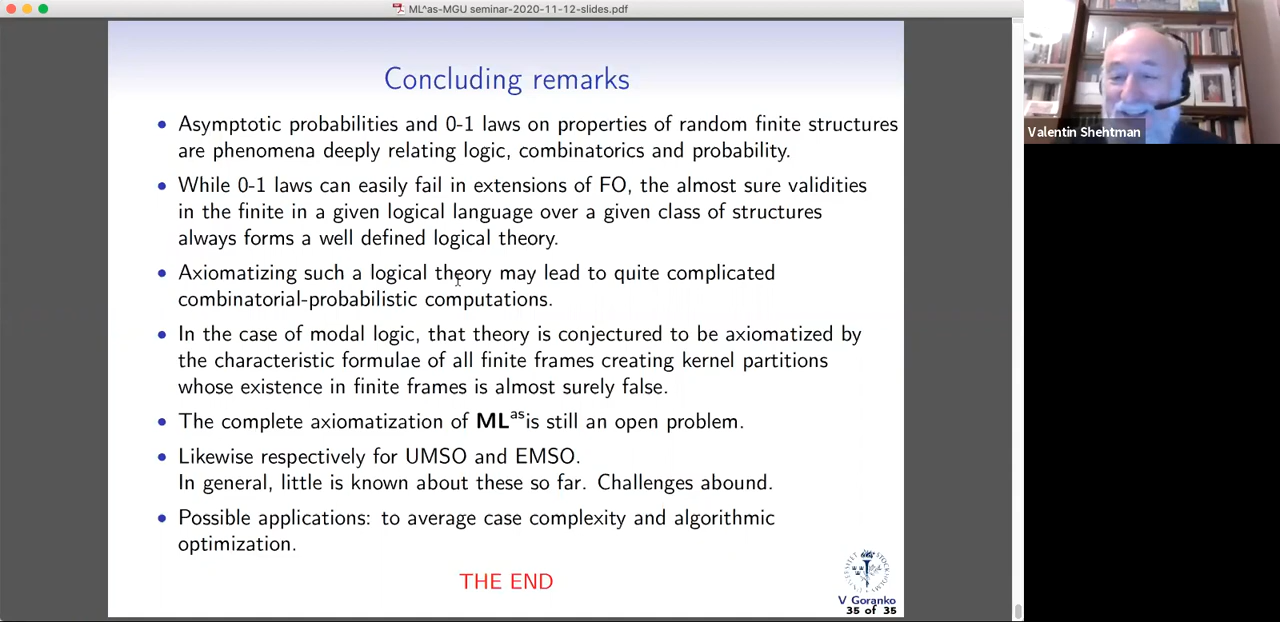 ML^as-MGU seminar-2020-11-12-slides.pdf
Concluding remarks
• Asymptotic probabilities and 0-1 laws on properties of random finite structures
are phenomena deeply relating logic, combinatorics and probability.
• While 0-1 laws can easily fail in extensions of FO, the almost sure validities
in the finite in a given logical language over a given class of structures
always forms a well defined logical theory.
• Axiomatizing such a logical theory may lead to quite complicated
combinatorial-probabilistic computations.
• In the case of modal logic, that theory is conjectured to be axiomatized by
the characteristic formulae of all finite frames creating kernel partitions
whose existence in finite frames is almost surely false.
• The complete axiomatization of ML^as is still an open problem.
• Likewise respectively for UMSO and EMSO.
In general, little is known about these so far. Challenges abound.
• Possible applications: to average case complexity and algorithmic
optimization.
THE END
V Goranko
35 of 35
Valentin Shehtman